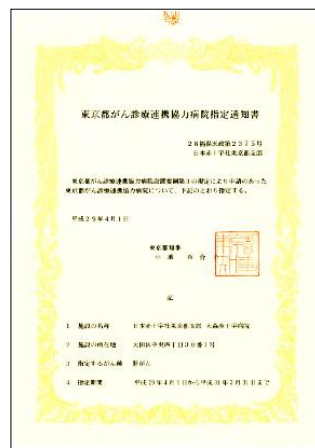 東京都がん診療連携協力病院指定通知書
28福保医政第2375号
日本赤十字社東京都支部
東京都がん診療連携協力病院設置要綱第3の規定により申請のあった
東京都がん診療連携協力病院について、下記のとおり指定する。
平成29年4月1日
東京都知事
小池 百合
記
1 施設の名称 日本赤十字社東京都支部 大森赤十字病院
2 施設の所在地 大田区中央四丁目30番1号
3 指定するがん種 肝がん
4 指定期間 平成29年4月1日から平成31年3月31日まで